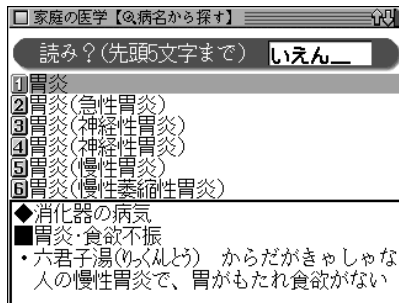 家庭の医学【Q病名から探す】
読み?(先頭5文字まで) いえん__
1胃炎
2胃炎(急性胃炎)
3胃炎(神経性胃炎)
4胃炎(神経性胃炎)
5胃炎(慢性胃炎)
6胃炎(慢性萎縮性胃炎)
◆消化器の病気
■胃炎・食欲不振
・六君子湯(りっくんしとう) からだがきゃしゃな
人の慢性胃炎で、胃がもたれ食欲がない